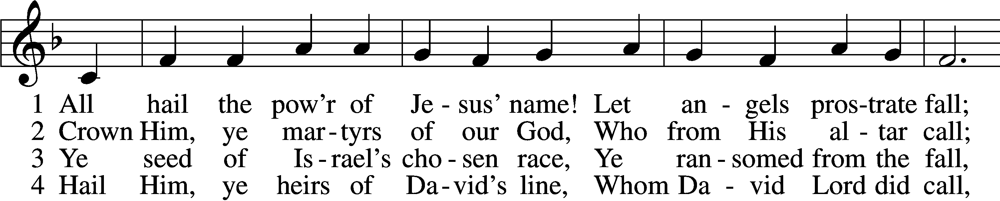 1 All hail the pow'r of Je - sus' name! Let an - gels pros-trate fall;
2 Crown Him, ye mar-tyrs of our God, Who from His al - tar call;
3 Ye seed of Is-rael's cho - sen race, Ye ran-somed from the fall,
4 Hail Him, ye heirs of Da-vid's line, Whom Da - vid Lord did call,